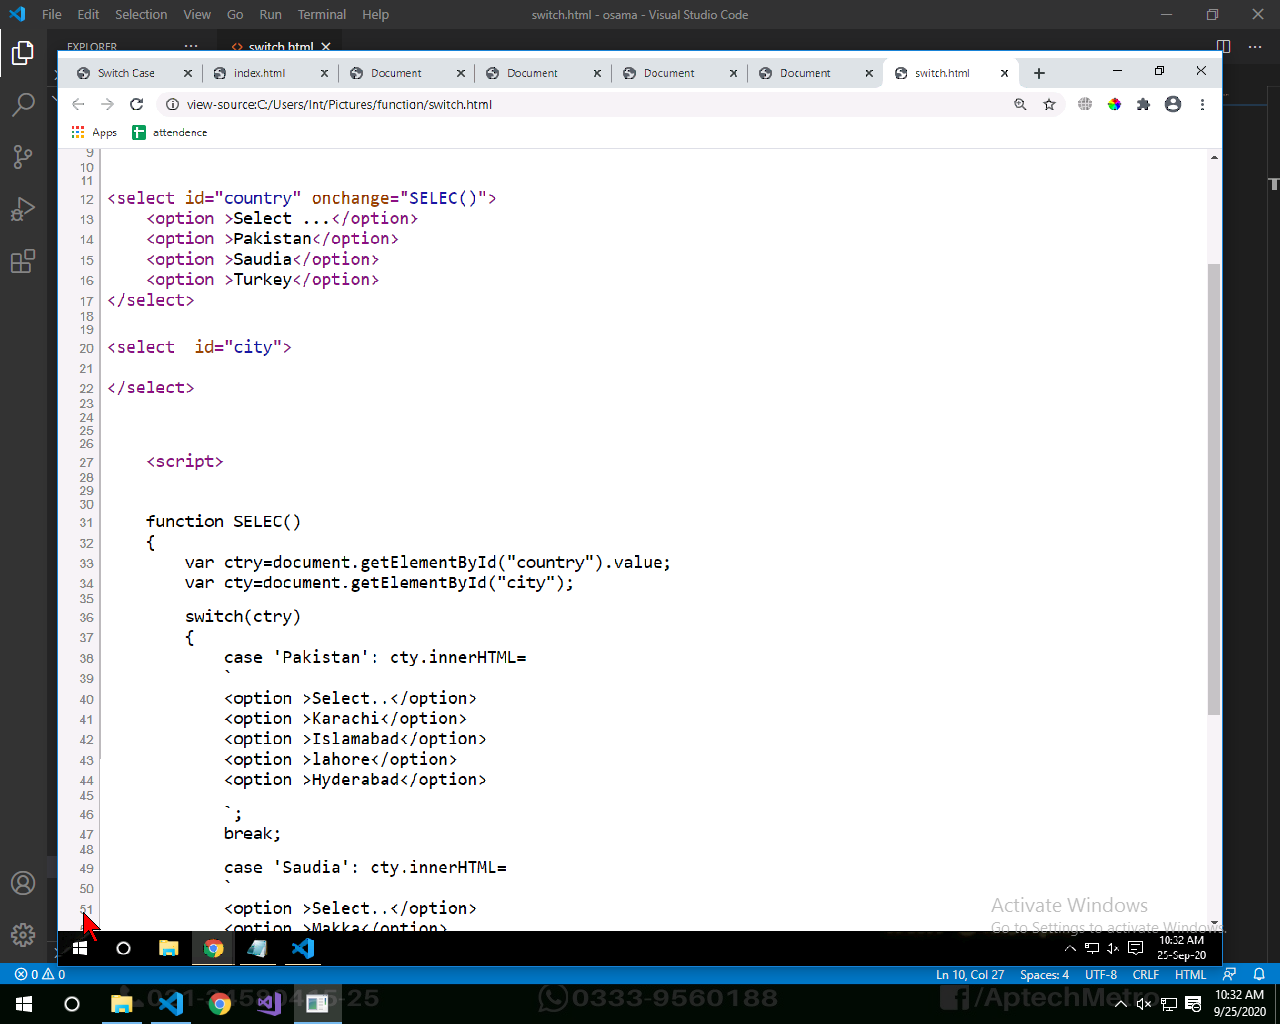 File Edit Selection View Go Run Terminal Help
switch.html - osama - Visual Studio Code
EXPLORER
switch.html
Switch Case
index.html
Document
Document
Document
Document
switch.html
view-source:C:/Users/Int/Pictures/function/switch.html
Apps
attendence
9
10
11
12 <select id="country" onchange="SELEC()">
13 <option >Select ...</option>
14 <option >Pakistan</option>
15 <option >Saudia</option>
16 <option >Turkey</option>
17 </select>
18
19
20 <select  id="city">
21
22 </select>
23
24
25
26
27 <script>
28
29
30
31 function SELEC()
32 {
33 var ctry=document.getElementById("country").value;
34 var cty=document.getElementById("city");
35
36 switch(ctry)
37 {
38 case 'Pakistan': cty.innerHTML=
39 `
40 <option >Select..</option>
41 <option >Karachi</option>
42 <option >Islamabad</option>
43 <option >lahore</option>
44 <option >Hyderabad</option>
45
46 `;
47 break;
48
49 case 'Saudia': cty.innerHTML=
50 `
51 <option >Select..</option>
<option >Makka</option>
Activate Windows
Go to Settings to activate Windows.
10:32 AM
25-Sep-20
0 0
Ln 10, Col 27
Spaces: 4
UTF-8
CRLF
HTML
0333-9560188
/AptechMetro
10:32 AM
9/25/2020